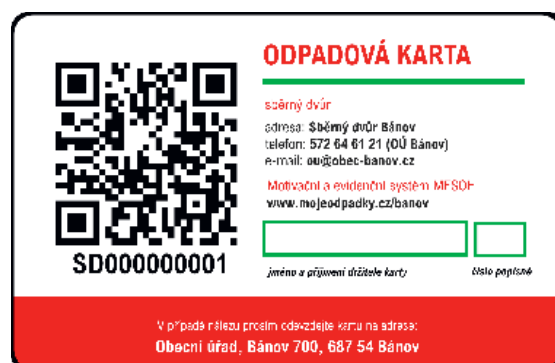 ODPADOVÁ KARTA
sběrný dvůr
adresa: Sběrný dvůr Bánov
telefon: 572 64 61 21 (OÚ Bánov)
e-mail: ou@obec-banov.cz
Motivační a evidenční systém MESOH
www.mojeodpadky.cz/banov
SD000000001
jméno a příjmení držitele karty
číslo popisné
V případě nálezu prosím odevzdejte kartu na adrese:
Obecní úřad, Bánov 700, 687 54 Bánov